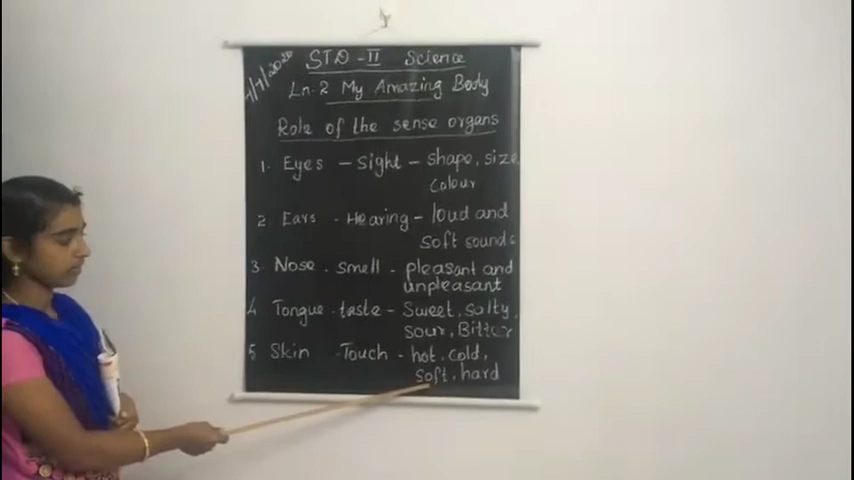 7/7/2020
STD - II Science
Ln. 2 My Amazing Body
Role of the sense organs
1. Eyes - Sight - shape, size,
colour
2. Ears - Hearing - loud and
soft sounds
3. Nose - smell - pleasant and
unpleasant
4 Tongue - taste - Sweet, salty,
sour, Bitter
5 Skin - Touch - hot, cold,
soft, hard